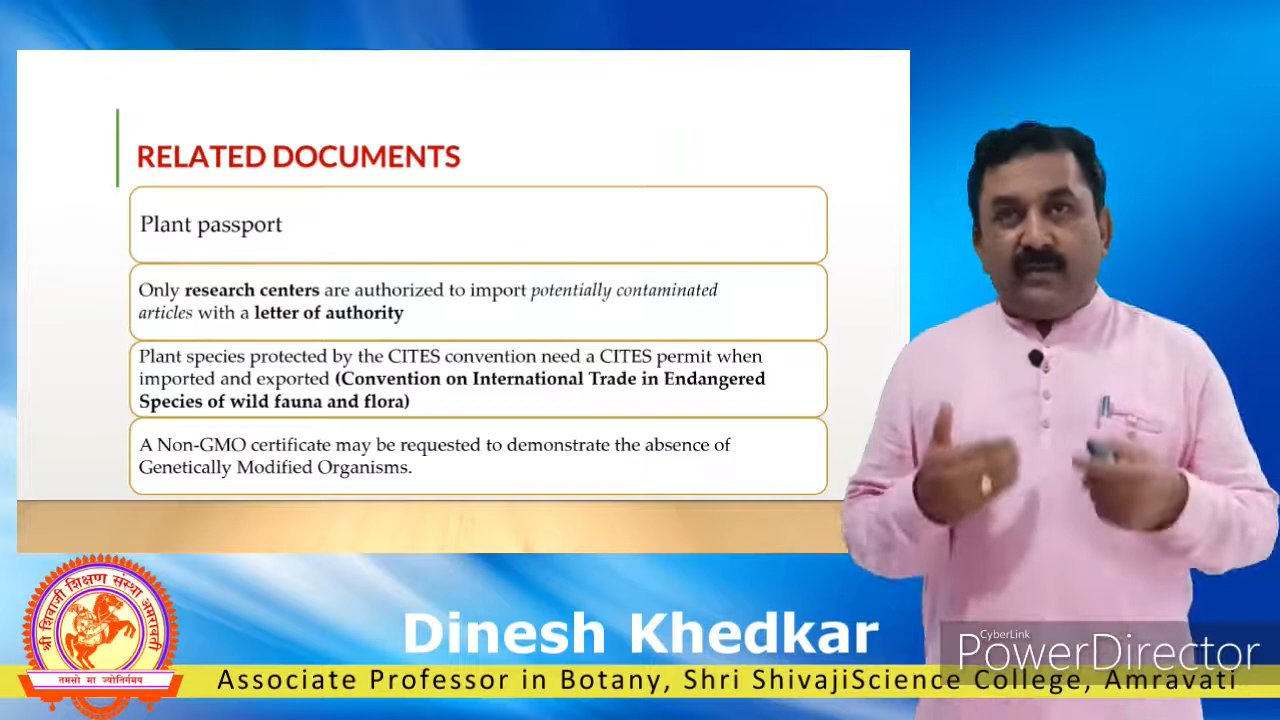 RELATED DOCUMENTS
Plant passport
Only research centers are authorized to import potentially contaminated
articles with a letter of authority
Plant species protected by the CITES convention need a CITES permit when
imported and exported (Convention on International Trade in Endangered
Species of wild fauna and flora)
A Non-GMO certificate may be requested to demonstrate the absence of
Genetically Modified Organisms.
श्री शिवाजी शिक्षण संस्था अमरावती
तमसो मा ज्योतिर्गमय
Dinesh Khedkar
CyberLink
PowerDirector
Associate Professor in Botany, Shri ShivajiScience College, Amravati